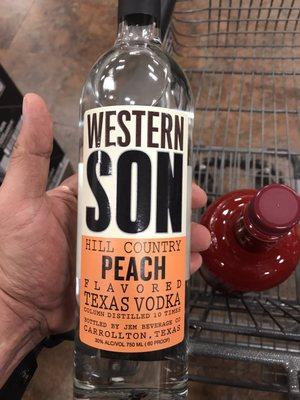 WESTERN
SON
HILL COUNTRY
PEACH
FLAVORED
TEXAS VODKA
COLUMN DISTILLED 10 TIMES
BOTTLED BY JEM BEVERAGE CO
CARROLLTON, TEXAS
30% ALC/VOL 750 ML (60 PROOF)